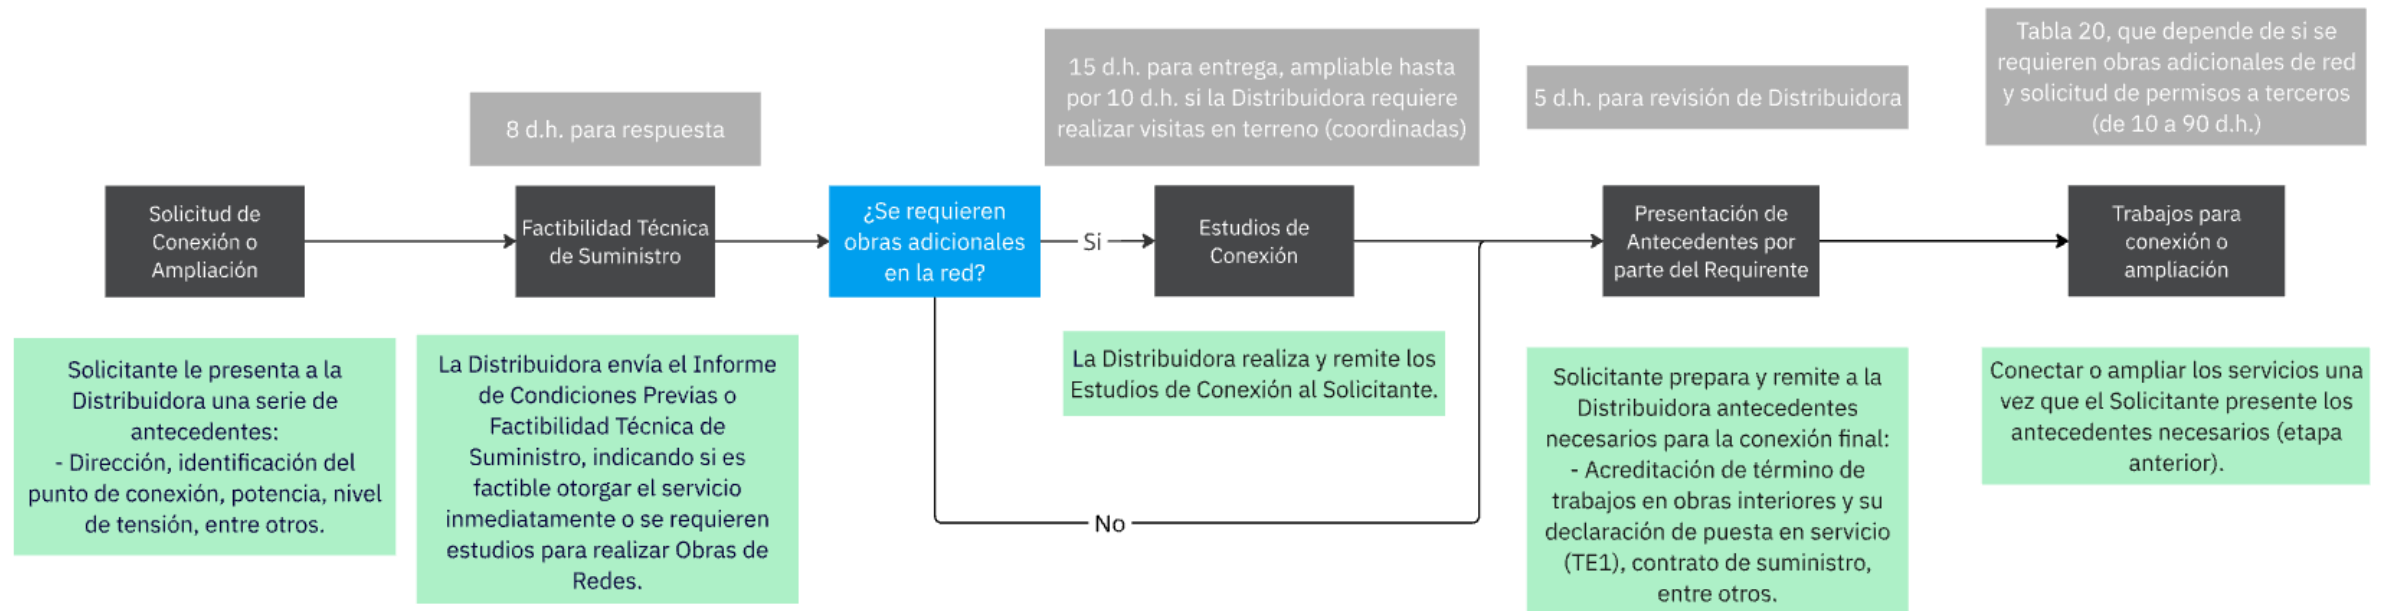 8 d.h. para respuesta
15 d.h. para entrega, ampliable hasta
por 10 d.h. si la Distribuidora requiere
realizar visitas en terreno (coordinadas)
5 d.h. para revisión de Distribuidora
Tabla 20, que depende de si se
requieren obras adicionales de red
y solicitud de permisos a terceros
(de 10 a 90 d.h.)
Solicitud de
Conexión o
Ampliación
Factibilidad Técnica
de Suministro
¿Se requieren
obras adicionales
en la red?
Sí
Estudios de
Conexión
Presentación de
Antecedentes por
parte del Requirente
Trabajos para
conexión o
ampliación
Solicitante le presenta a la
Distribuidora una serie de
antecedentes:
- Dirección, identificación del
punto de conexión, potencia, nivel
de tensión, entre otros.
La Distribuidora envía el Informe
de Condiciones Previas o
Factibilidad Técnica de
Suministro, indicando si es
factible otorgar el servicio
inmediatamente o se requieren
estudios para realizar Obras de
Redes.
No
La Distribuidora realiza y remite los
Estudios de Conexión al Solicitante.
Solicitante prepara y remite a la
Distribuidora antecedentes
necesarios para la conexión final:
- Acreditación de término de
trabajos en obras interiores y su
declaración de puesta en servicio
(TE1), contrato de suministro,
entre otros.
Conectar o ampliar los servicios una
vez que el Solicitante presente los
antecedentes necesarios (etapa
anterior).